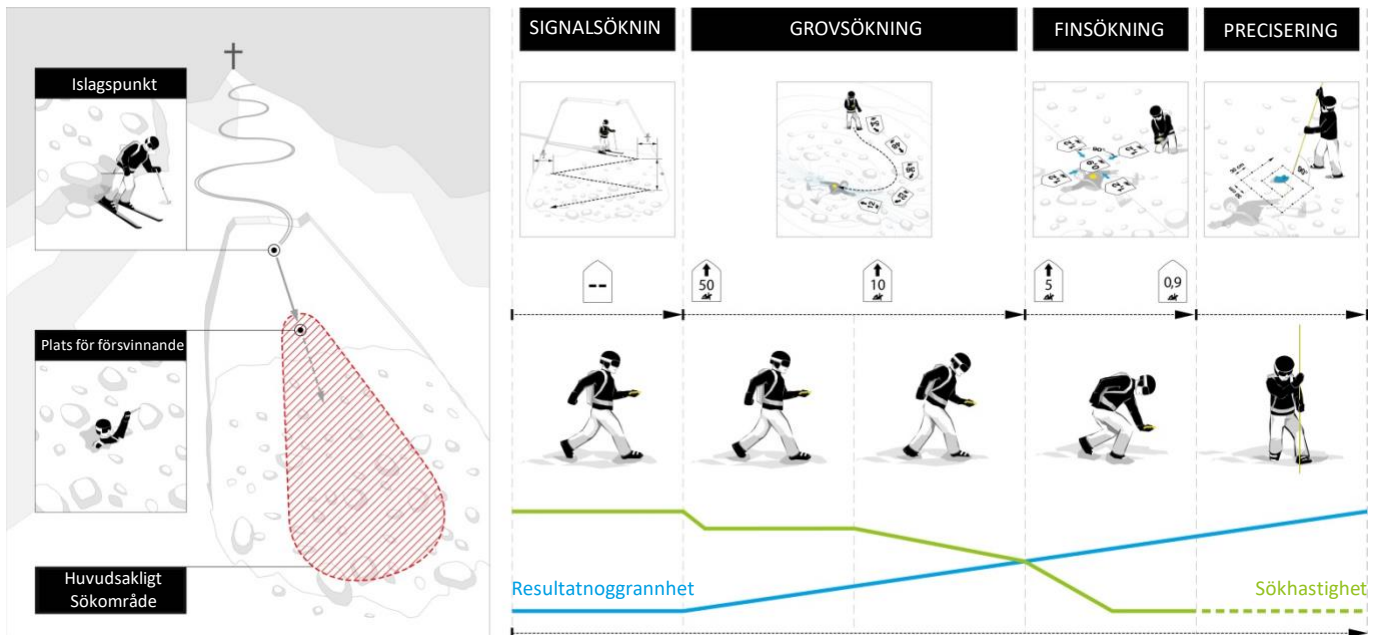 Islagspunkt
Plats för försvinnande
Huvudsakligt
Sökområde
SIGNALSÖKNIN
GROVSÖKNING
FINSÖKNING
PRECISERING
--
50
10
5
0,9
Resultatnoggrannhet
Sökhastighet